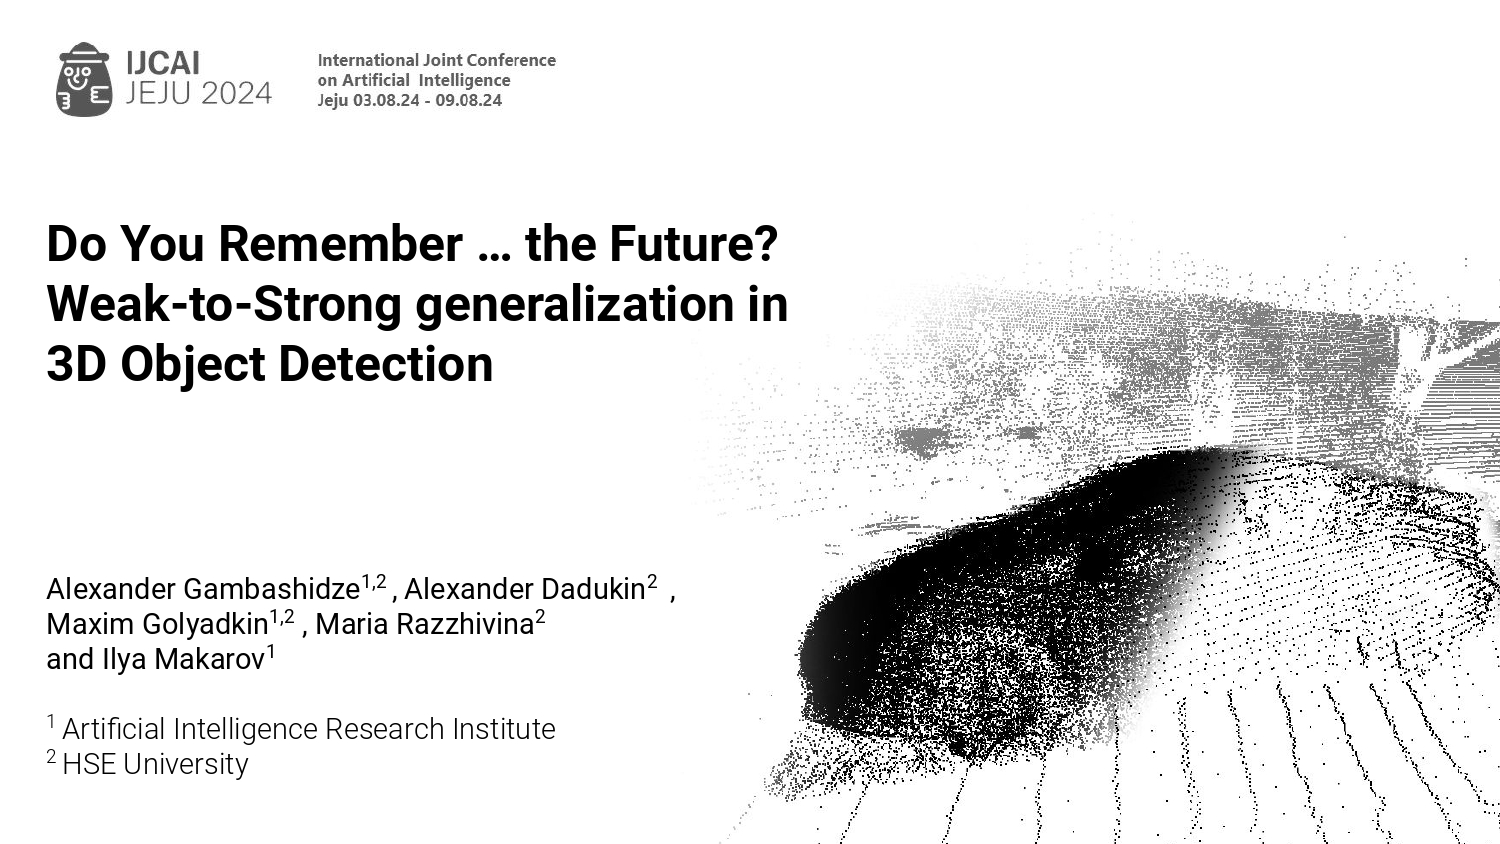 IJCAI
JEJU 2024
International Joint Conference
on Artificial Intelligence
Jeju 03.08.24 - 09.08.24
Do You Remember … the Future?
Weak-to-Strong generalization in
3D Object Detection
Alexander Gambashidze1,2 , Alexander Dadukin2 ,
Maxim Golyadkin1,2 , Maria Razzhivina2
and Ilya Makarov1
1 Artificial Intelligence Research Institute
2 HSE University